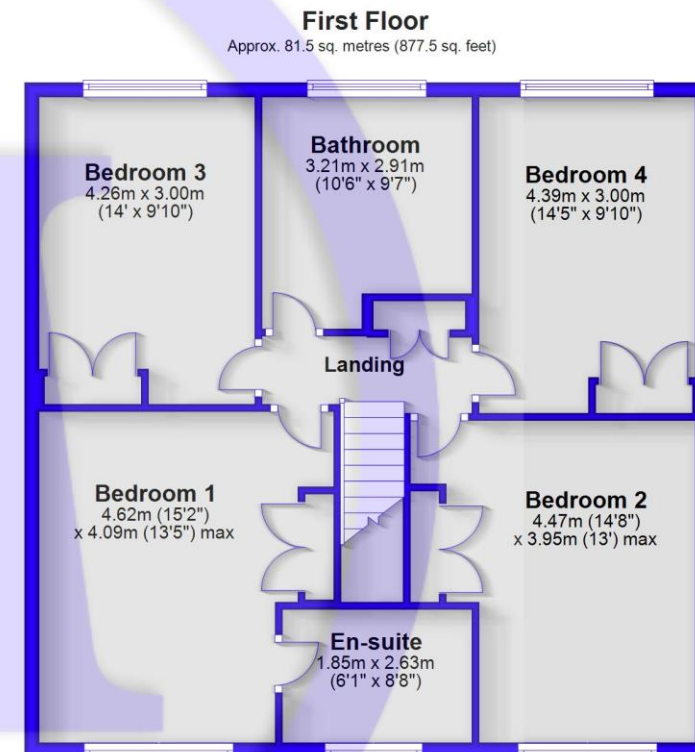 First Floor
Approx. 81.5 sq. metres (877.5 sq. feet)
Bedroom 3
4.26m x 3.00m
(14' x 9'10")
Bathroom
3.21m x 2.91m
(10'6" x 9'7")
Bedroom 4
4.39m x 3.00m
(14'5" x 9'10")
Landing
Bedroom 1
4.62m (15'2")
x 4.09m (13'5") max
Bedroom 2
4.47m (14'8")
x 3.95m (13') max
En-suite
1.85m x 2.63m
(6'1" x 8'8")